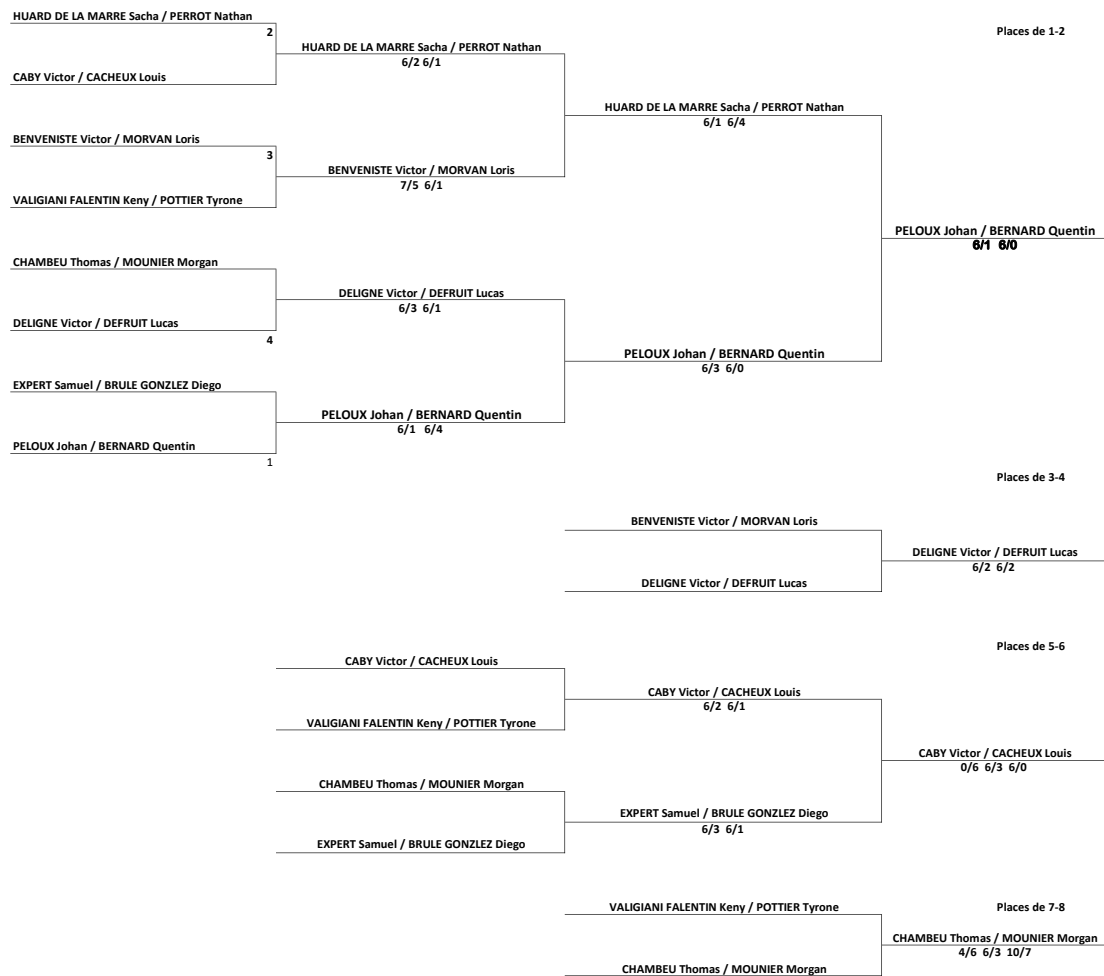 HUARD DE LA MARRE Sacha / PERROT Nathan
2
Places de 1-2
HUARD DE LA MARRE Sacha / PERROT Nathan
6/2 6/1
CABY Victor / CACHEUX Louis
HUARD DE LA MARRE Sacha / PERROT Nathan
6/1 6/4
BENVENISTE Victor / MORVAN Loris
3
BENVENISTE Victor / MORVAN Loris
7/5 6/1
VALIGIANI FALENTIN Keny / POTTIER Tyrone
PELOUX Johan / BERNARD Quentin
6/1 6/0
CHAMBEU Thomas / MOUNIER Morgan
DELIGNE Victor / DEFRUIT Lucas
6/3 6/1
DELIGNE Victor / DEFRUIT Lucas
4
PELOUX Johan / BERNARD Quentin
6/3 6/0
EXPERT Samuel / BRULE GONZLEZ Diego
PELOUX Johan / BERNARD Quentin
6/1 6/4
PELOUX Johan / BERNARD Quentin
1
Places de 3-4
BENVENISTE Victor / MORVAN Loris
DELIGNE Victor / DEFRUIT Lucas
6/2 6/2
DELIGNE Victor / DEFRUIT Lucas
Places de 5-6
CABY Victor / CACHEUX Louis
CABY Victor / CACHEUX Louis
6/2 6/1
VALIGIANI FALENTIN Keny / POTTIER Tyrone
CABY Victor / CACHEUX Louis
0/6 6/3 6/0
CHAMBEU Thomas / MOUNIER Morgan
EXPERT Samuel / BRULE GONZLEZ Diego
6/3 6/1
EXPERT Samuel / BRULE GONZLEZ Diego
VALIGIANI FALENTIN Keny / POTTIER Tyrone
Places de 7-8
CHAMBEU Thomas / MOUNIER Morgan
4/6 6/3 10/7
CHAMBEU Thomas / MOUNIER Morgan